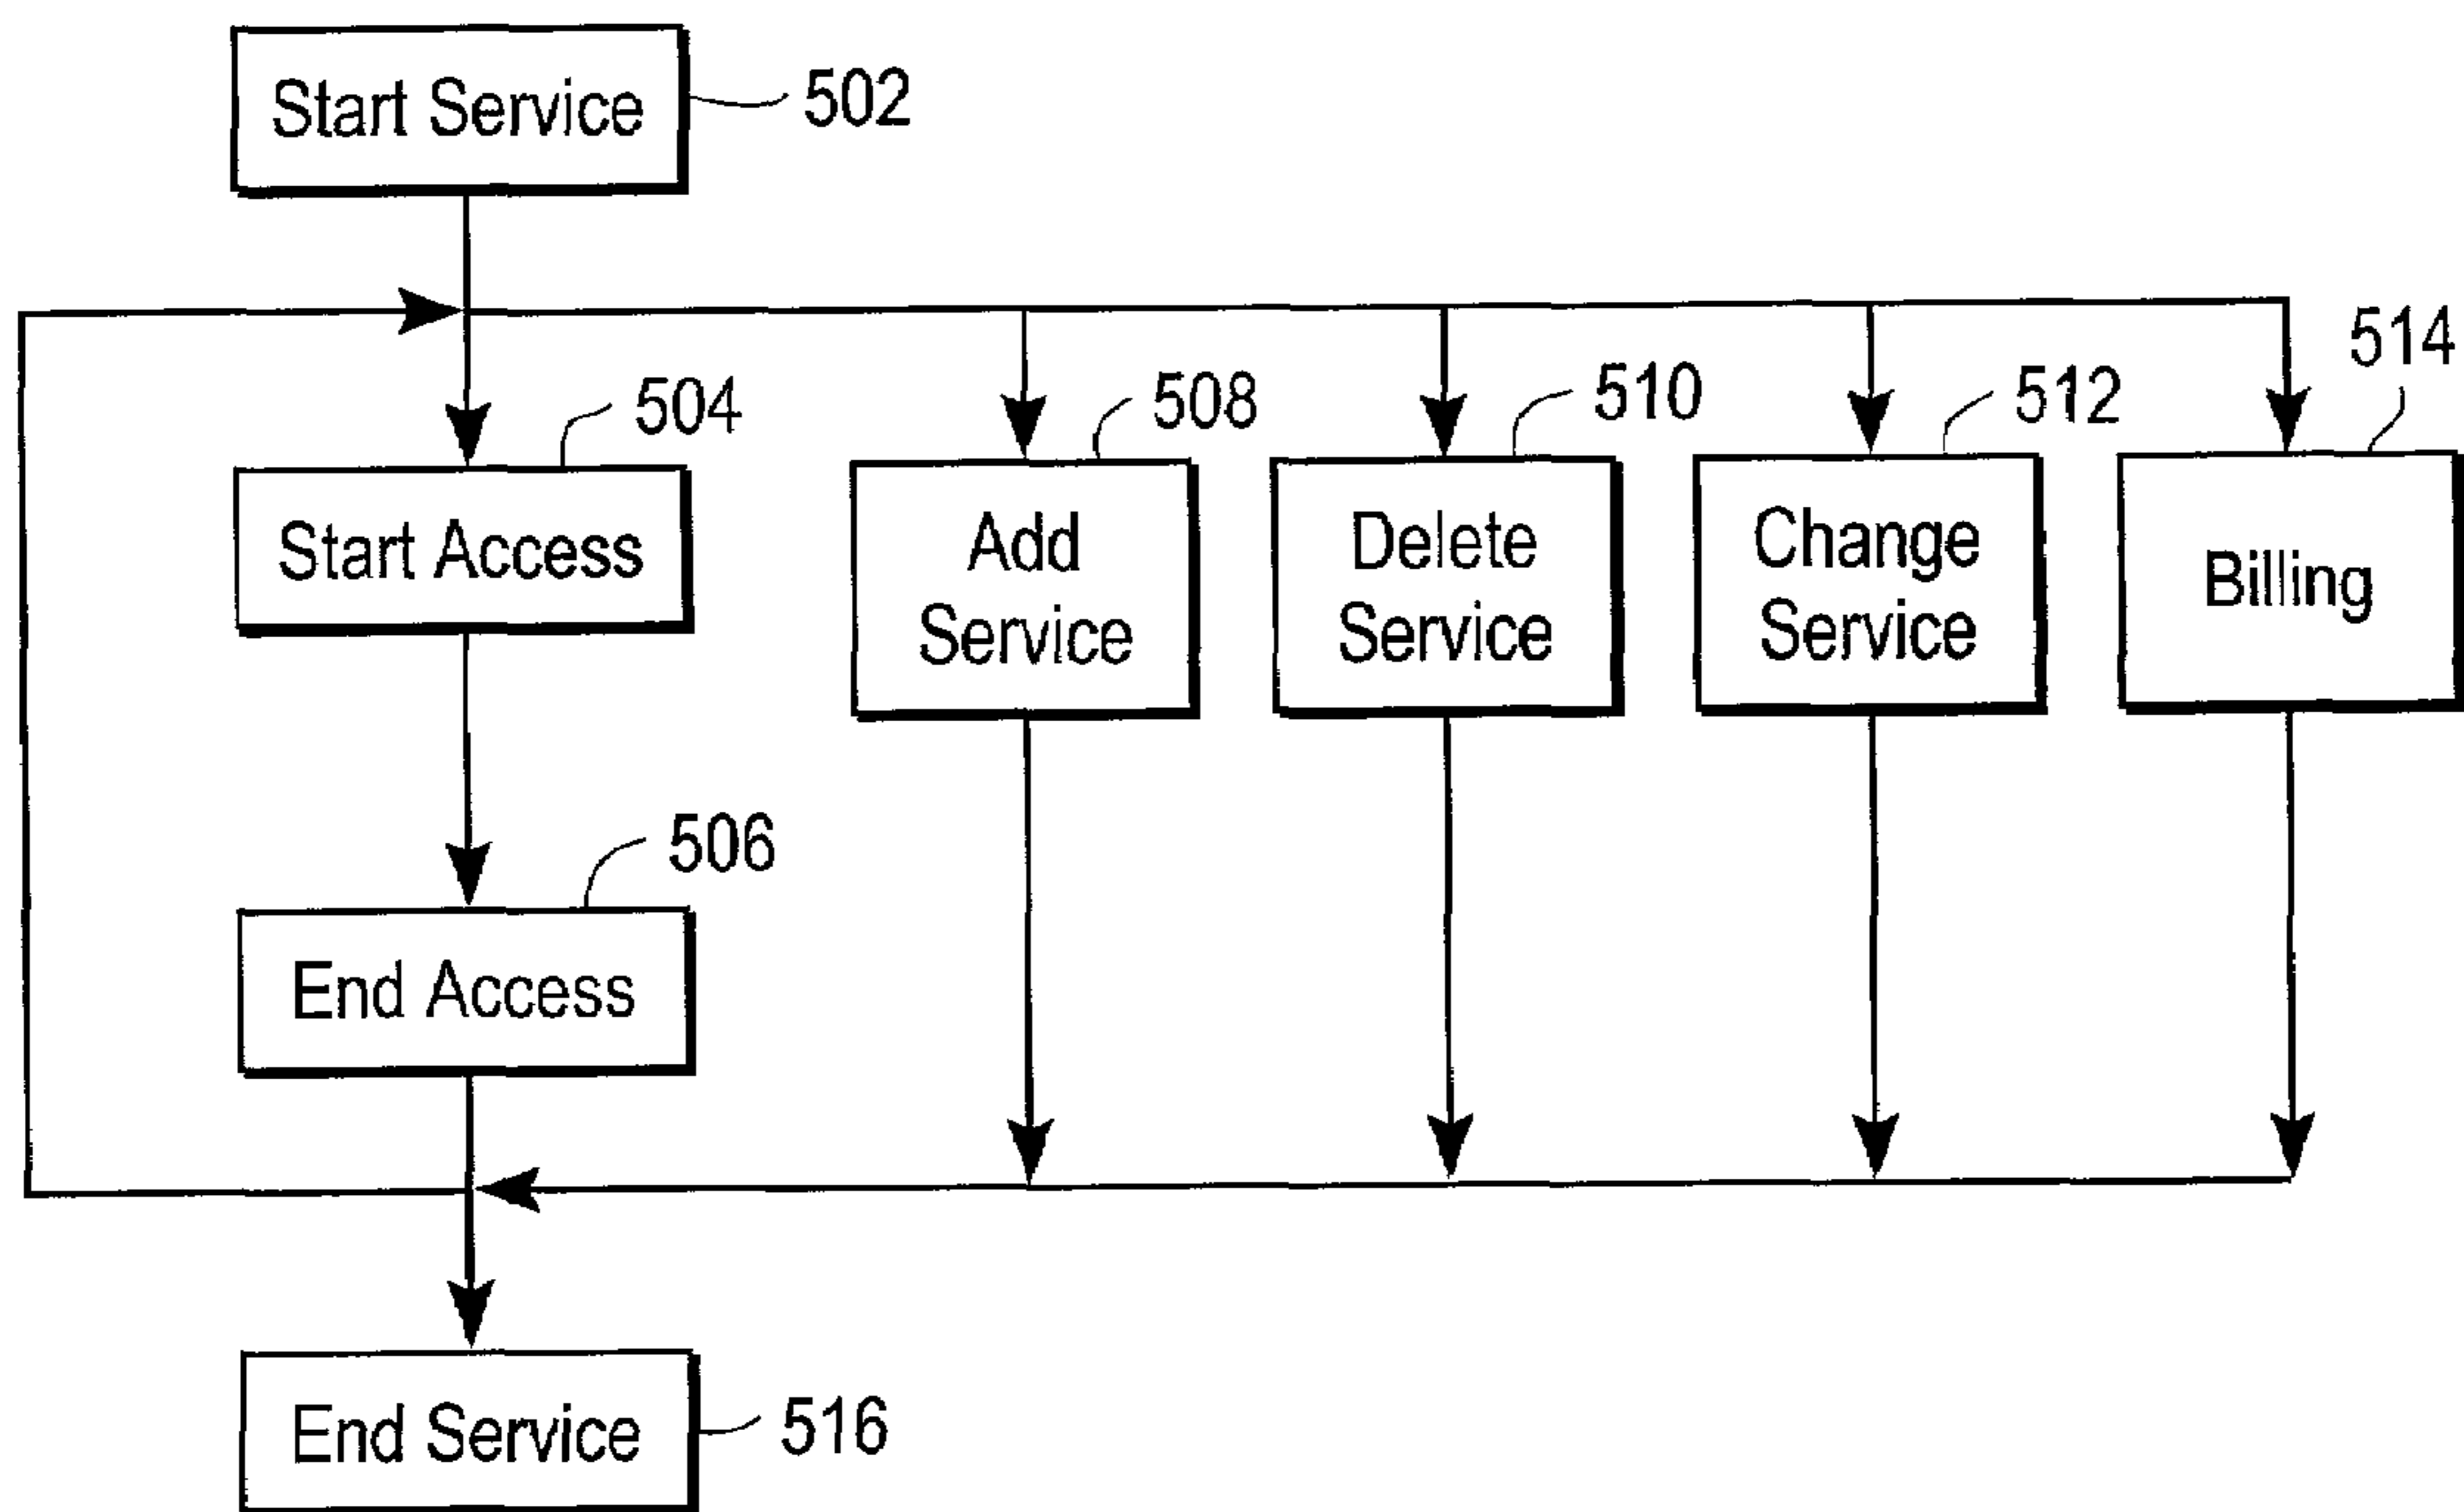 Start Service
502
504
508
510
512
514
Start Access
Add
Service
Delete
Service
Change
Service
Billing
506
End Access
End Service
516